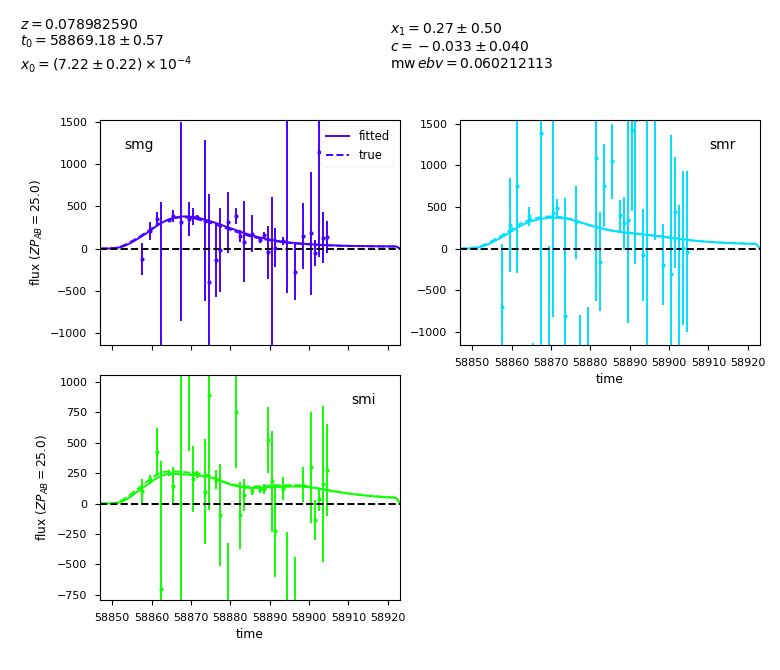 z = 0.078982590
t₀ = 58869.18 ± 0.57
x₀ = (7.22 ± 0.22) × 10⁻⁴
x₁ = 0.27 ± 0.50
c = −0.033 ± 0.040
mwebv = 0.060212113
smg
fitted
true
1500
1000
500
0
−500
−1000
flux (ZP_AB = 25.0)
smr
1500
1000
500
0
−500
−1000
58850 58860 58870 58880 58890 58900 58910 58920
time
smi
1000
750
500
250
0
−250
−500
−750
flux (ZP_AB = 25.0)
58850 58860 58870 58880 58890 58900 58910 58920
time